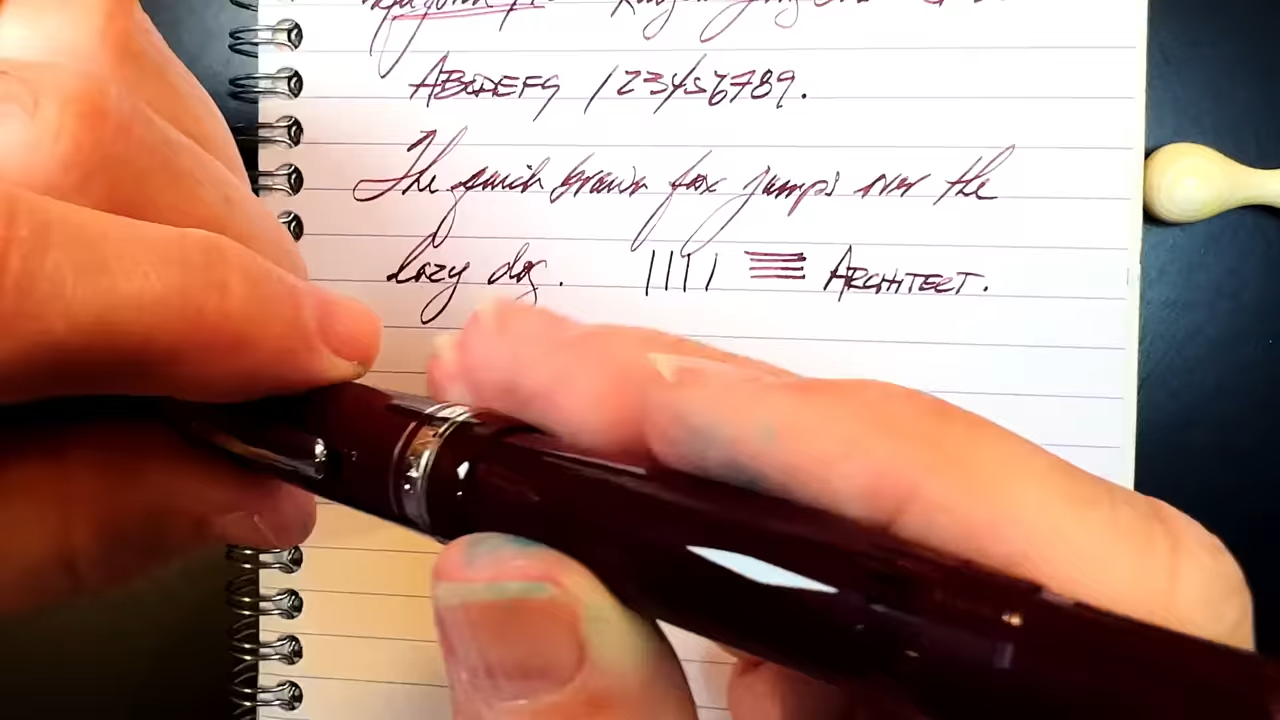 ABCDEFG 123456789.
The quick brown fox jumps over the
lazy dog. ARCHITECT.